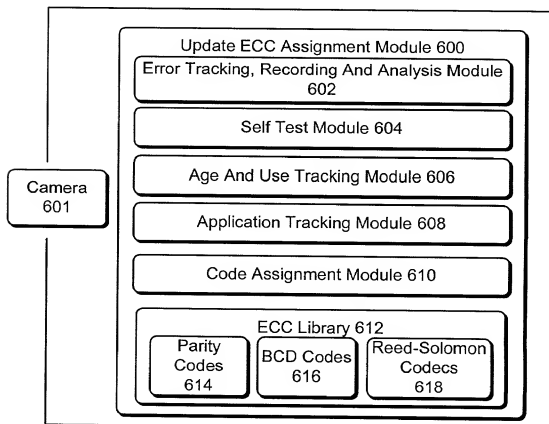 Update ECC Assignment Module 600
Error Tracking, Recording And Analysis Module
602
Self Test Module 604
Camera
601
Age And Use Tracking Module 606
Application Tracking Module 608
Code Assignment Module 610
ECC Library 612
Parity
Codes
614
BCD Codes
616
Reed-Solomon
Codecs
618